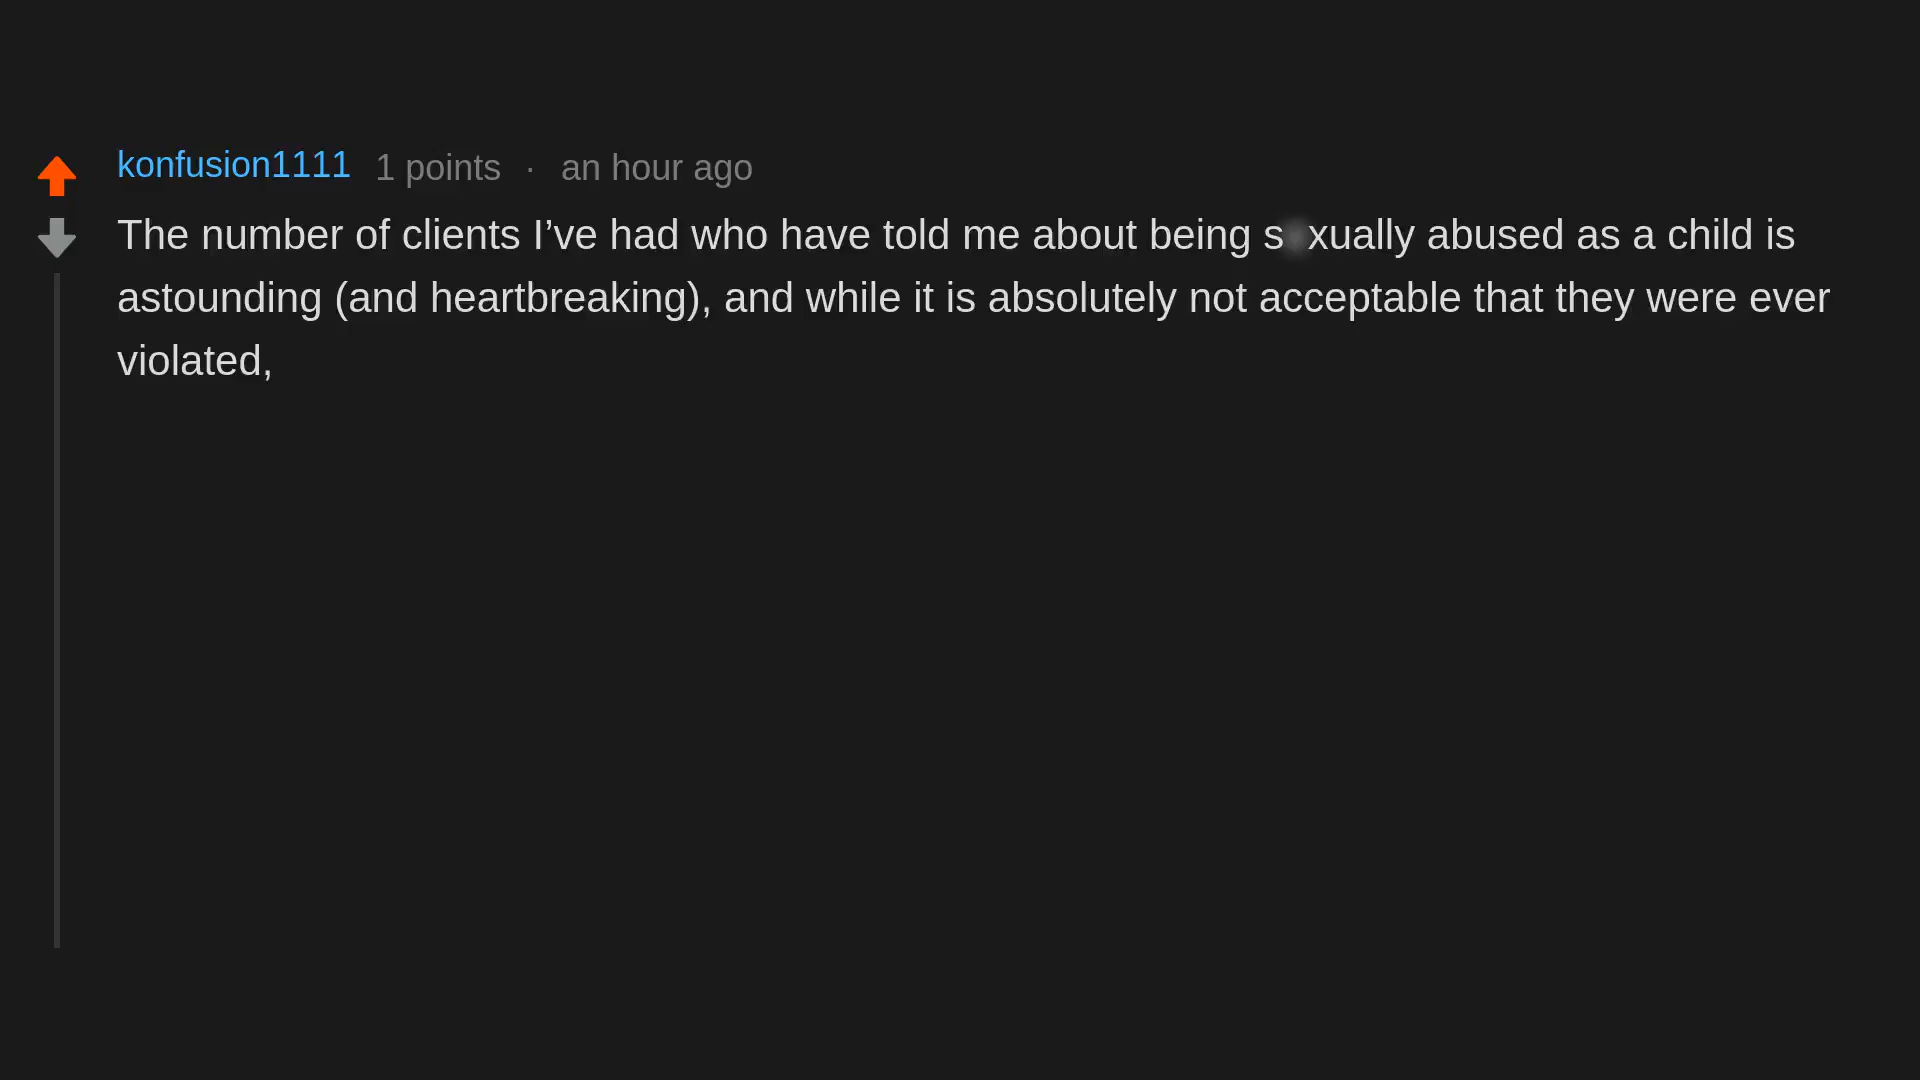 konfusion1111 1 points · an hour ago
The number of clients I’ve had who have told me about being sxually abused as a child is
astounding (and heartbreaking), and while it is absolutely not acceptable that they were ever
violated,